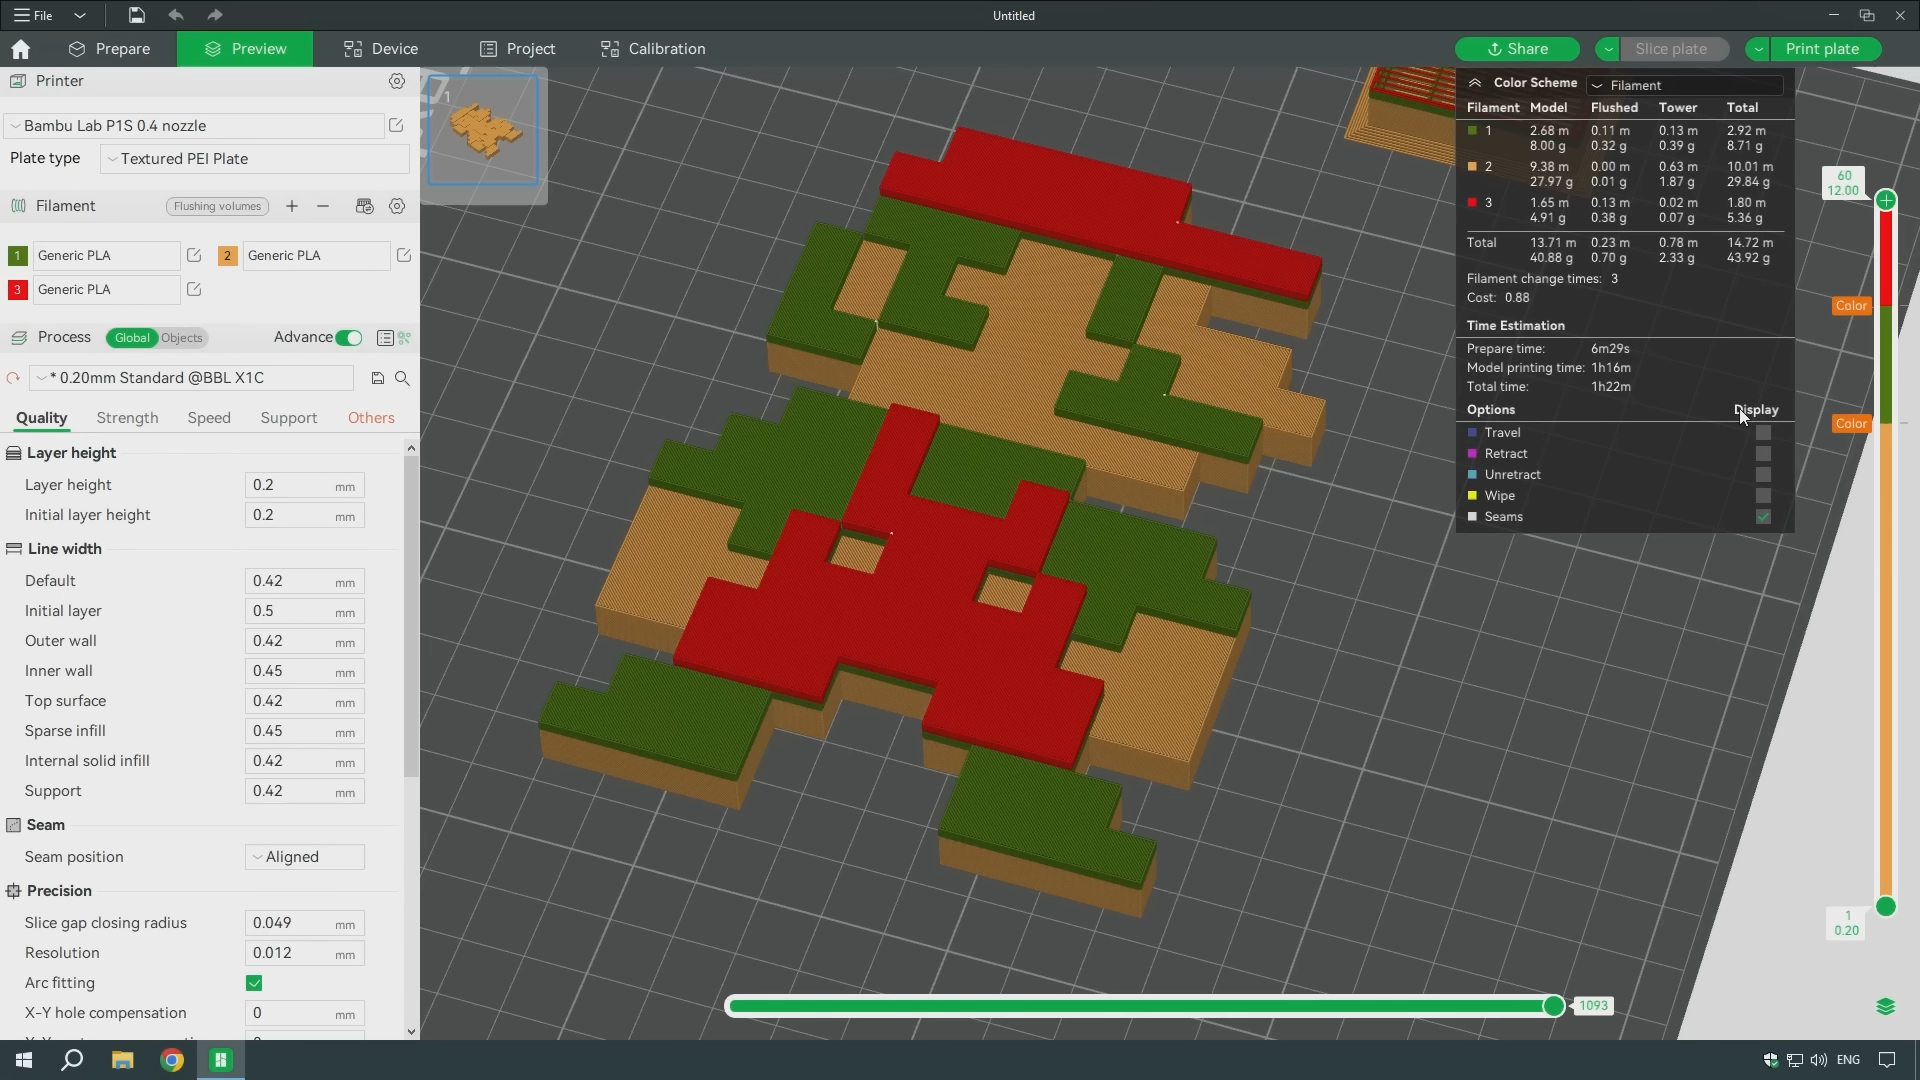 File
Untitled
Prepare
Preview
Device
Project
Calibration
Share
Slice plate
Print plate
Printer
Bambu Lab P1S 0.4 nozzle
Plate type
Textured PEI Plate
Filament
Flushing volumes
1 Generic PLA
2 Generic PLA
3 Generic PLA
Process
Global
Objects
Advance
* 0.20mm Standard @BBL X1C
Quality
Strength
Speed
Support
Others
Layer height
Layer height 0.2 mm
Initial layer height 0.2 mm
Line width
Default 0.42 mm
Initial layer 0.5 mm
Outer wall 0.42 mm
Inner wall 0.45 mm
Top surface 0.42 mm
Sparse infill 0.45 mm
Internal solid infill 0.42 mm
Support 0.42 mm
Seam
Seam position Aligned
Precision
Slice gap closing radius 0.049 mm
Resolution 0.012 mm
Arc fitting
X-Y hole compensation 0 mm
1
Color Scheme Filament
Filament Model Flushed Tower Total
1 2.68 m 0.11 m 0.13 m 2.92 m
8.00 g 0.32 g 0.39 g 8.71 g
2 9.38 m 0.00 m 0.63 m 10.01 m
27.97 g 0.01 g 1.87 g 29.84 g
3 1.65 m 0.13 m 0.02 m 1.80 m
4.91 g 0.38 g 0.07 g 5.36 g
Total 13.71 m 0.23 m 0.78 m 14.72 m
40.88 g 0.70 g 2.33 g 43.92 g
Filament change times: 3
Cost: 0.88
Time Estimation
Prepare time: 6m29s
Model printing time: 1h16m
Total time: 1h22m
Options Display
Travel
Retract
Unretract
Wipe
Seams
60
12.00
Color
Color
1
0.20
1093
ENG